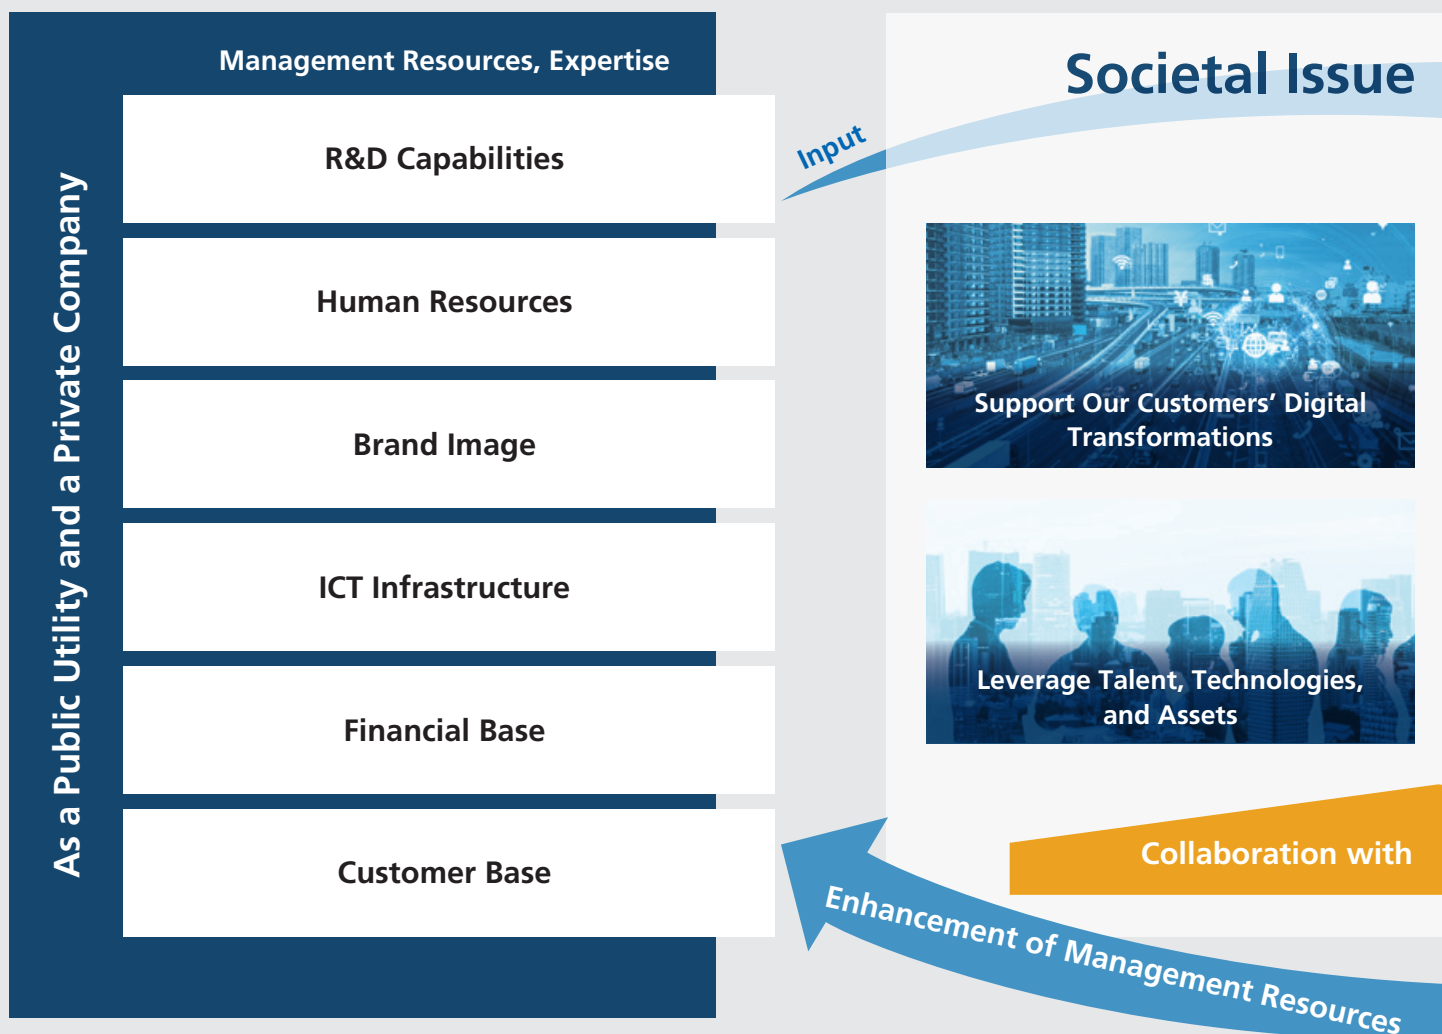 As a Public Utility and a Private Company
Management Resources, Expertise
R&D Capabilities
Human Resources
Brand Image
ICT Infrastructure
Financial Base
Customer Base
Input
Societal Issue
Support Our Customers’ Digital
Transformations
Leverage Talent, Technologies,
and Assets
Collaboration with
Enhancement of Management Resources